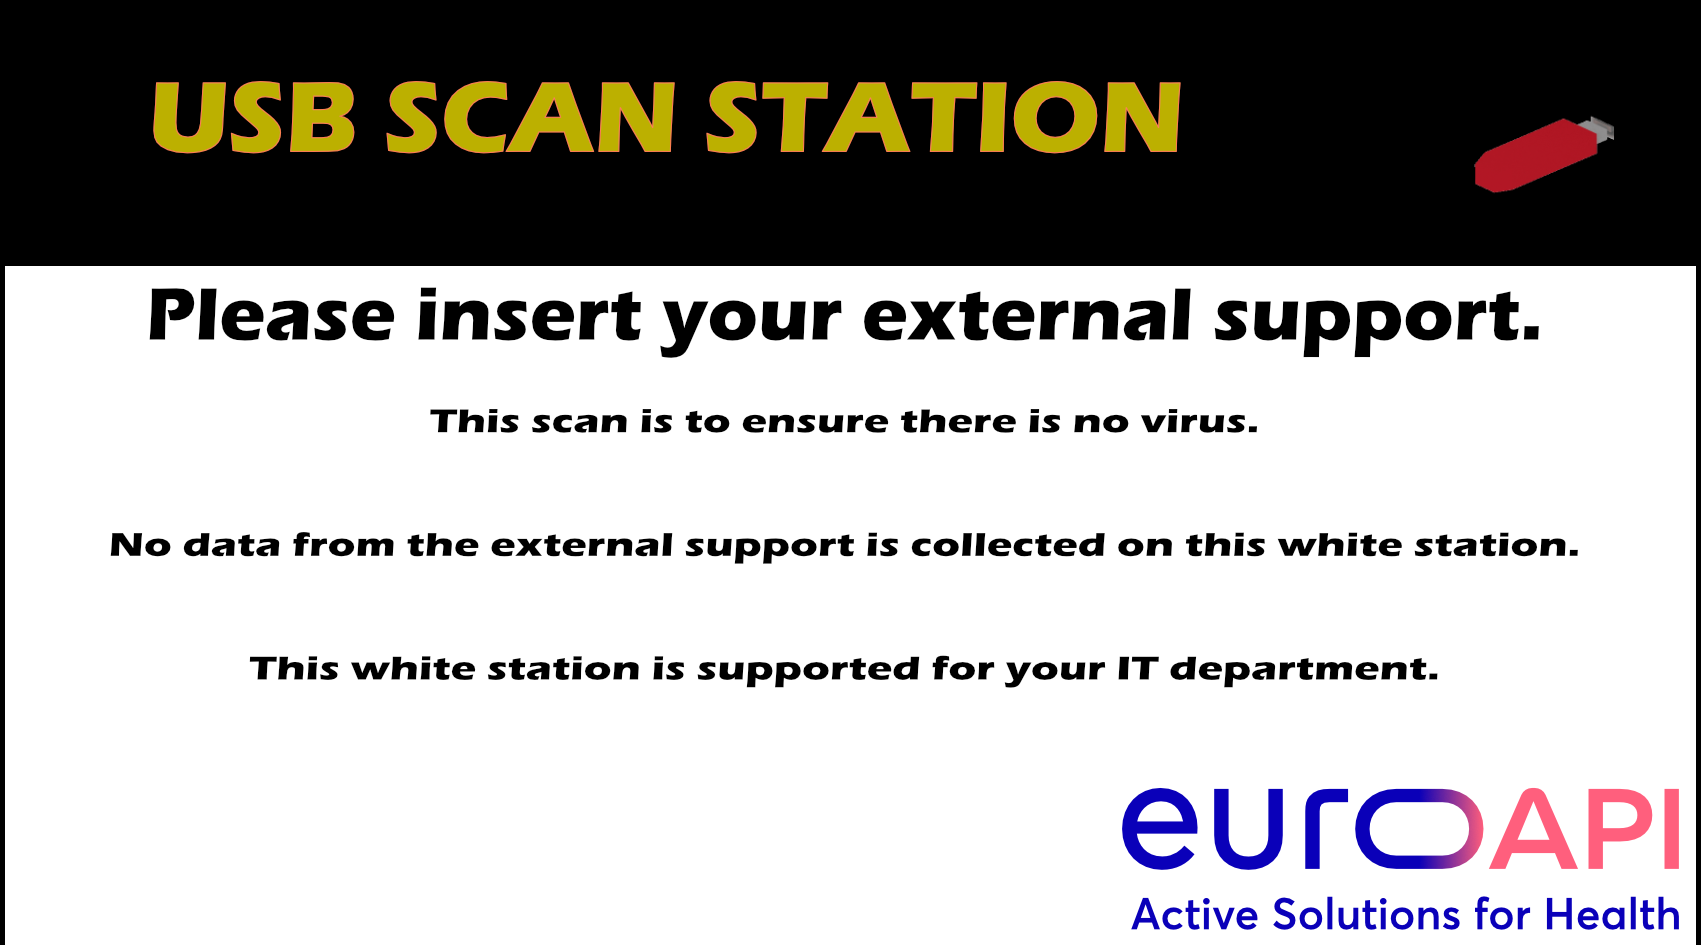 USB SCAN STATION
Please insert your external support.
This scan is to ensure there is no virus.
No data from the external support is collected on this white station.
This white station is supported for your IT department.
euroAPI
Active Solutions for Health